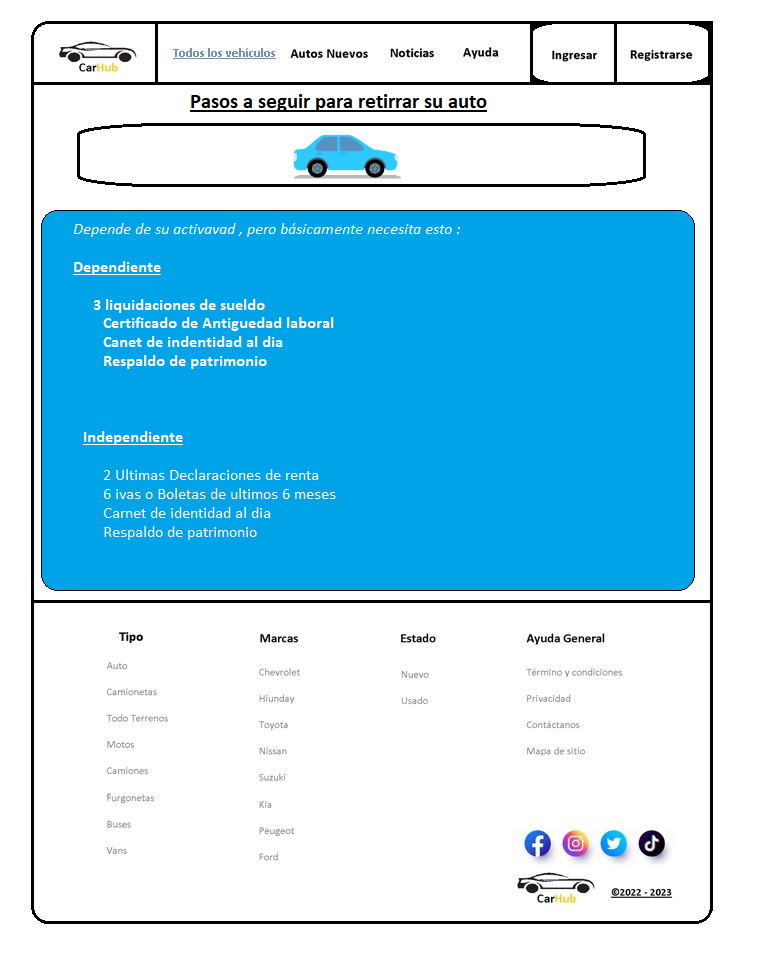 CarHub
Todos los vehículos
Autos Nuevos
Noticias
Ayuda
Ingresar
Registrarse
Pasos a seguir para retirrar su auto
Depende de su activavad , pero básicamente necesita esto :
Dependiente
3 liquidaciones de sueldo
Certificado de Antiguedad laboral
Canet de indentidad al dia
Respaldo de patrimonio
Independiente
2 Ultimas Declaraciones de renta
6 ivas o Boletas de ultimos 6 meses
Carnet de identidad al dia
Respaldo de patrimonio
Tipo
Auto
Camionetas
Todo Terrenos
Motos
Camiones
Furgonetas
Buses
Vans
Marcas
Chevrolet
Hiunday
Toyota
Nissan
Suzuki
Kia
Peugeot
Ford
Estado
Nuevo
Usado
Ayuda General
Término y condiciones
Privacidad
Contáctanos
Mapa de sitio
CarHub
©2022 - 2023